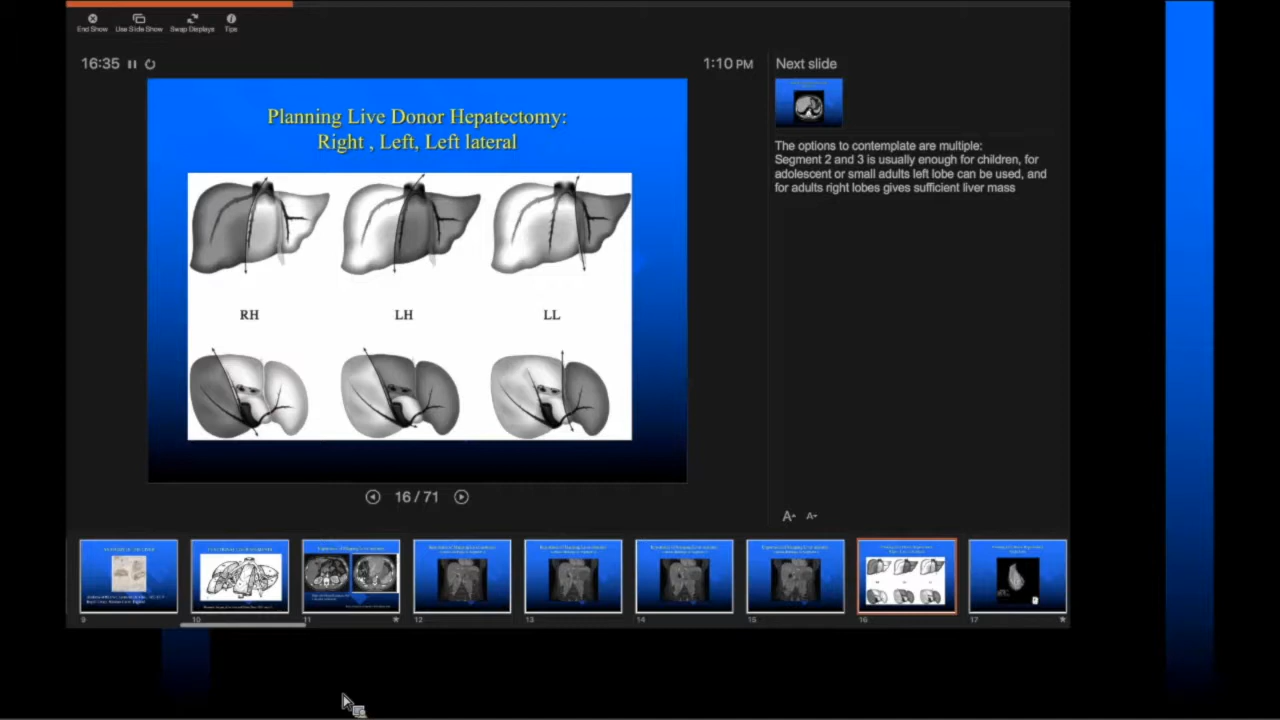 End Show Use Slide Show Swap Displays Tips
16:35
1:10 PM
Next slide
Planning Live Donor Hepatectomy:
Right , Left, Left lateral
RH LH LL
The options to contemplate are multiple:
Segment 2 and 3 is usually enough for children, for
adolescent or small adults left lobe can be used, and
for adults right lobes gives sufficient liver mass
16 / 71
A A
9 10 11 12 13 14 15 16 17